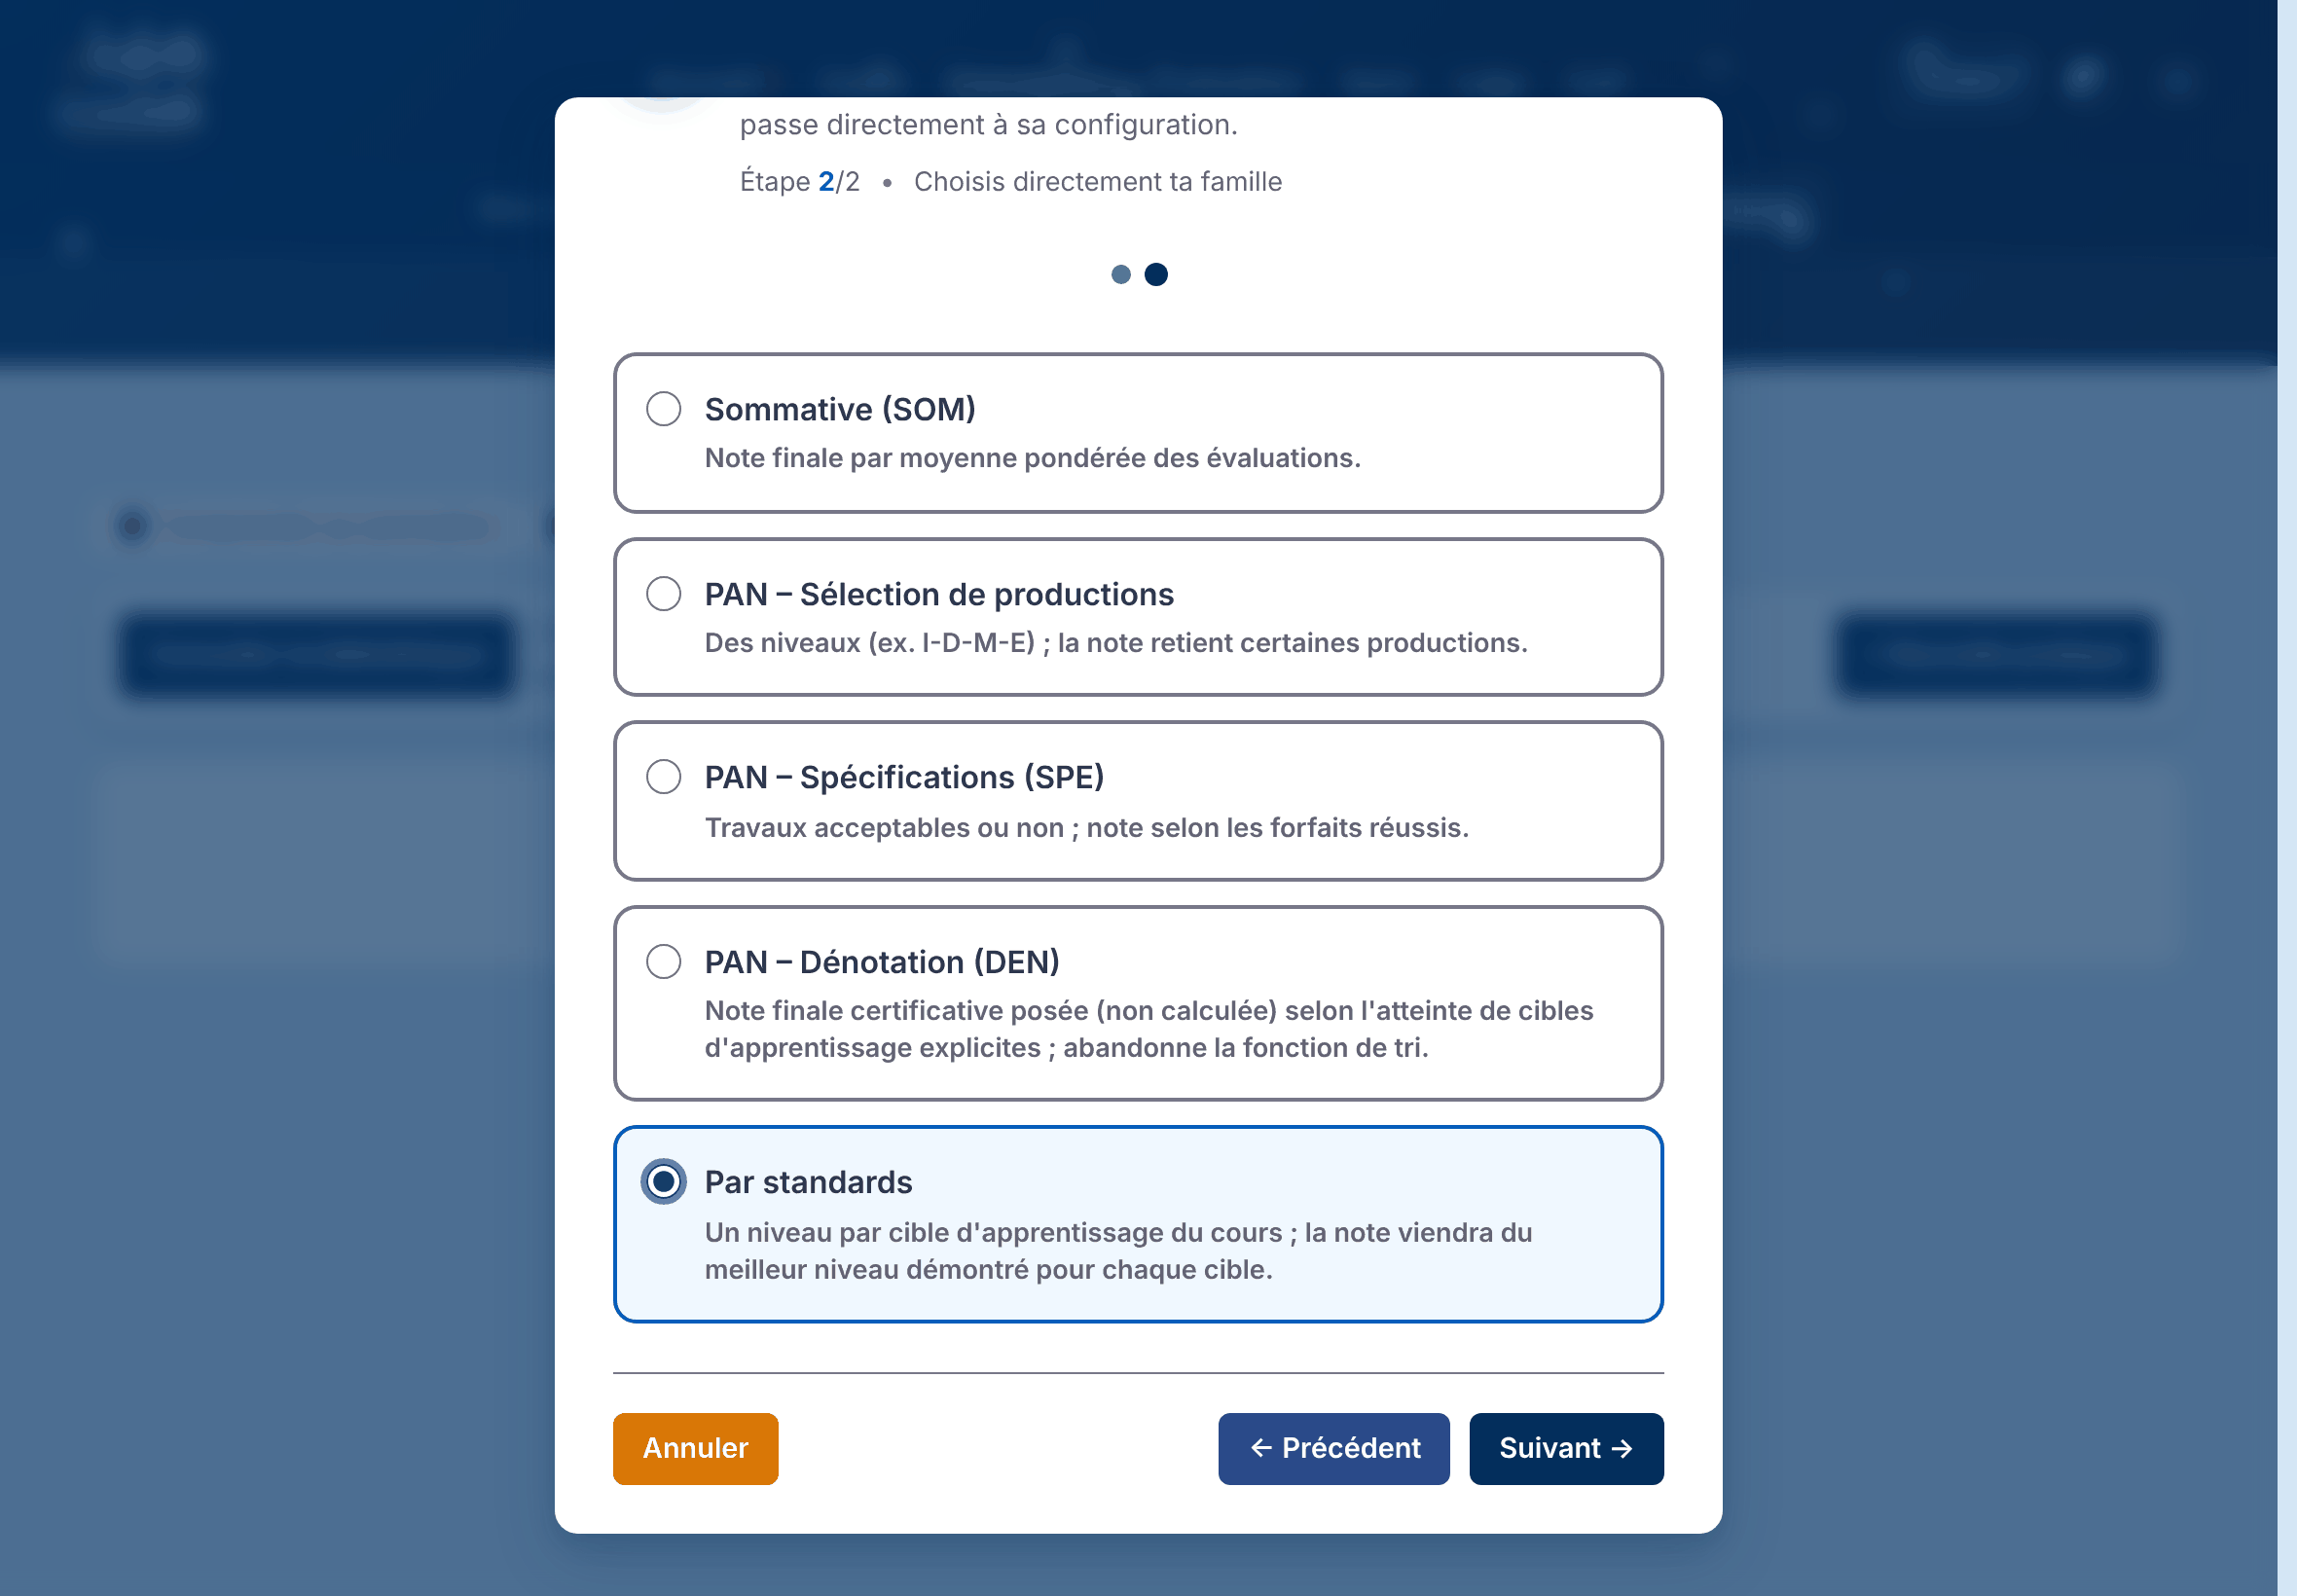 passe directement à sa configuration.
Étape 2/2 • Choisis directement ta famille
Sommative (SOM)
Note finale par moyenne pondérée des évaluations.
PAN – Sélection de productions
Des niveaux (ex. I-D-M-E) ; la note retient certaines productions.
PAN – Spécifications (SPE)
Travaux acceptables ou non ; note selon les forfaits réussis.
PAN – Dénotation (DEN)
Note finale certificative posée (non calculée) selon l'atteinte de cibles
d'apprentissage explicites ; abandonne la fonction de tri.
Par standards
Un niveau par cible d'apprentissage du cours ; la note viendra du
meilleur niveau démontré pour chaque cible.
Annuler
← Précédent
Suivant →